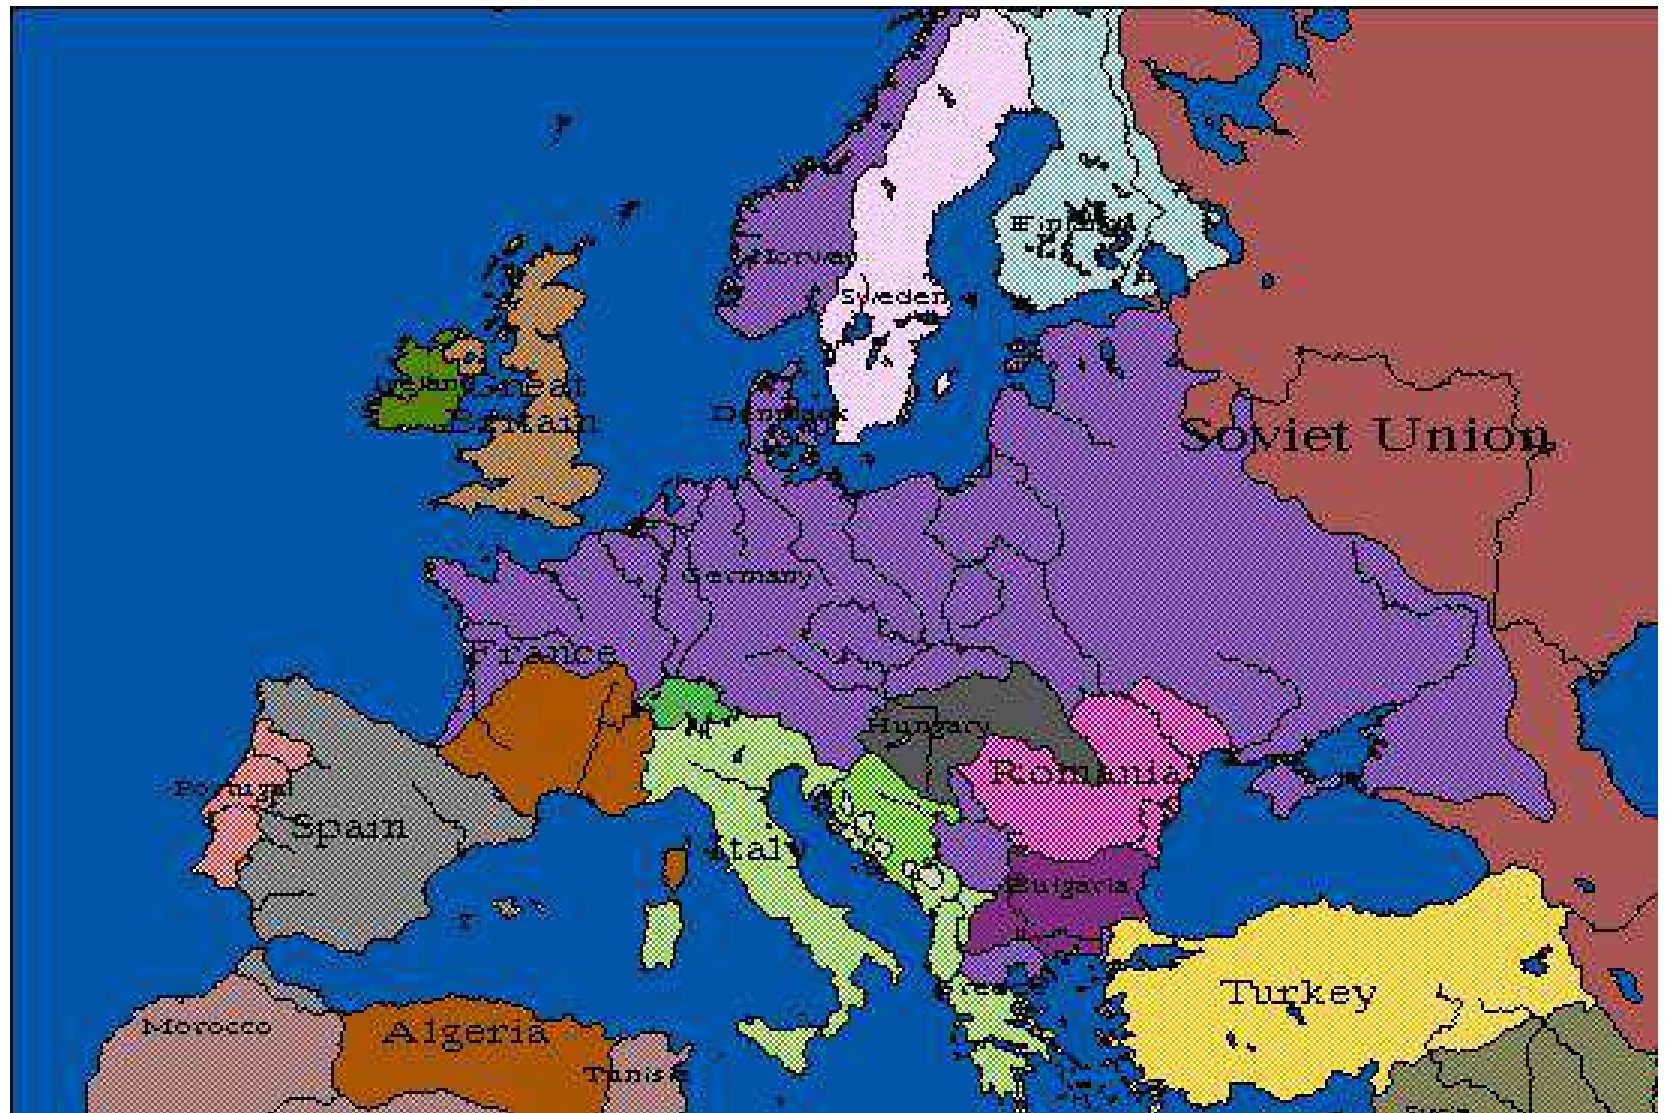 Finland
Norway
Sweden
Ireland
Great
Britain
Denmark
Soviet Union
Germany
France
Hungary
Romania
Portugal
Spain
Italy
Bulgaria
Turkey
Morocco
Algeria
Tunisia